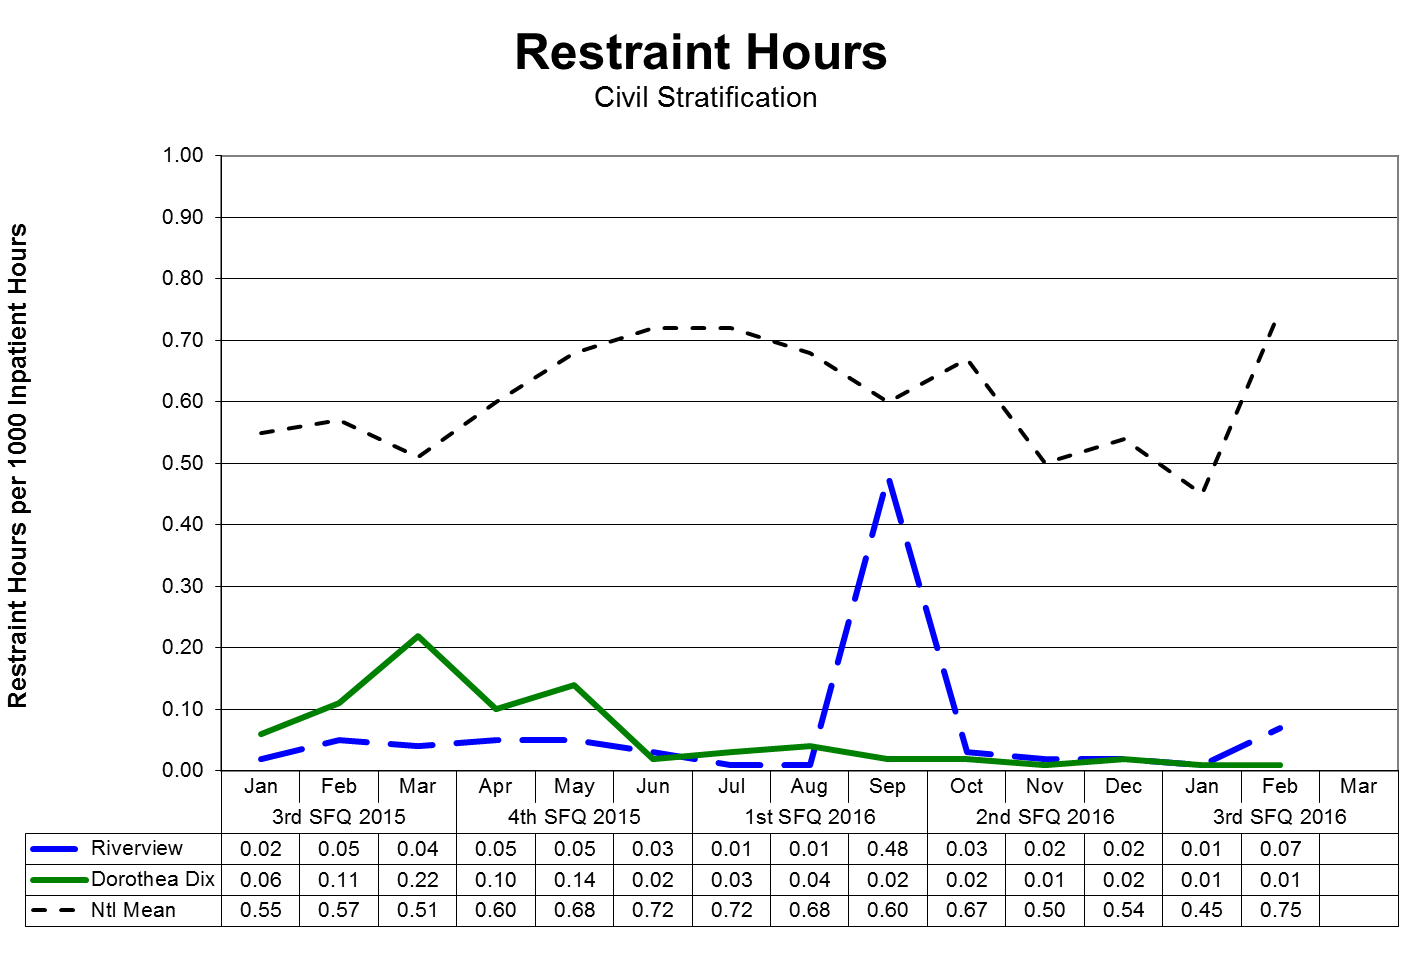 Restraint Hours
Civil Stratification
Restraint Hours per 1000 Inpatient Hours
1.00
0.90
0.80
0.70
0.60
0.50
0.40
0.30
0.20
0.10
0.00
Jan Feb Mar Apr May Jun Jul Aug Sep Oct Nov Dec Jan Feb Mar
3rd SFQ 2015 4th SFQ 2015 1st SFQ 2016 2nd SFQ 2016 3rd SFQ 2016
Riverview 0.02 0.05 0.04 0.05 0.05 0.03 0.01 0.01 0.48 0.03 0.02 0.02 0.01 0.07
Dorothea Dix 0.06 0.11 0.22 0.10 0.14 0.02 0.03 0.04 0.02 0.02 0.01 0.02 0.01 0.01
Ntl Mean 0.55 0.57 0.51 0.60 0.68 0.72 0.72 0.68 0.60 0.67 0.50 0.54 0.45 0.75